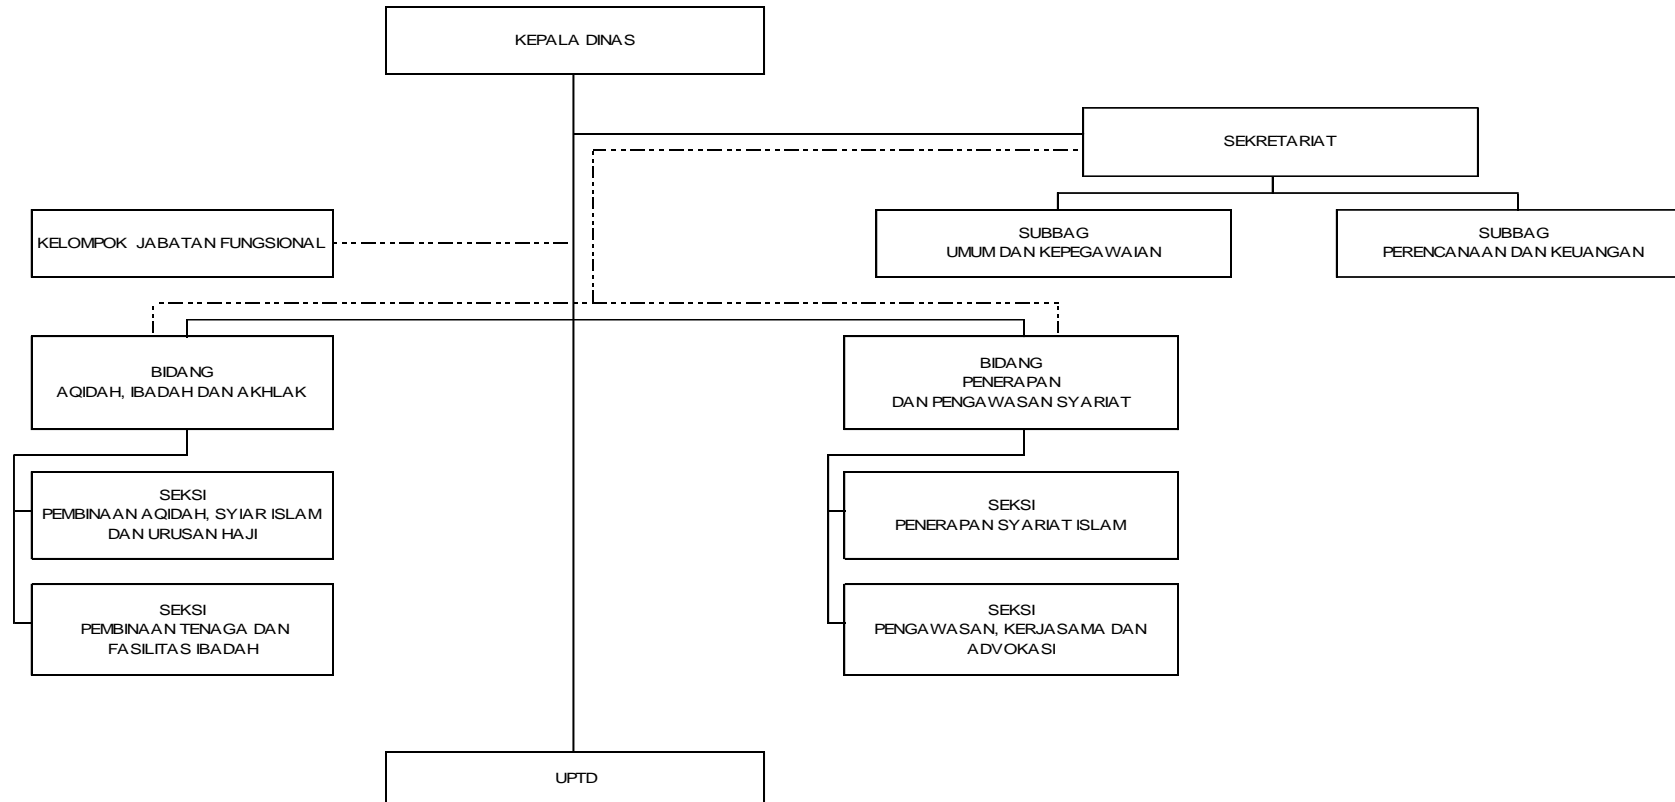 KEPALA DINAS
SEKRETARIAT
KELOMPOK JABATAN FUNGSIONAL
SUBBAG
UMUM DAN KEPEGAWAIAN
SUBBAG
PERENCANAAN DAN KEUANGAN
BIDANG
AQIDAH, IBADAH DAN AKHLAK
BIDANG
PENERAPAN
DAN PENGAWASAN SYARIAT
SEKSI
PEMBINAAN AQIDAH, SYIAR ISLAM
DAN URUSAN HAJI
SEKSI
PENERAPAN SYARIAT ISLAM
SEKSI
PEMBINAAN TENAGA DAN
FASILITAS IBADAH
SEKSI
PENGAWASAN, KERJASAMA DAN
ADVOKASI
UPTD